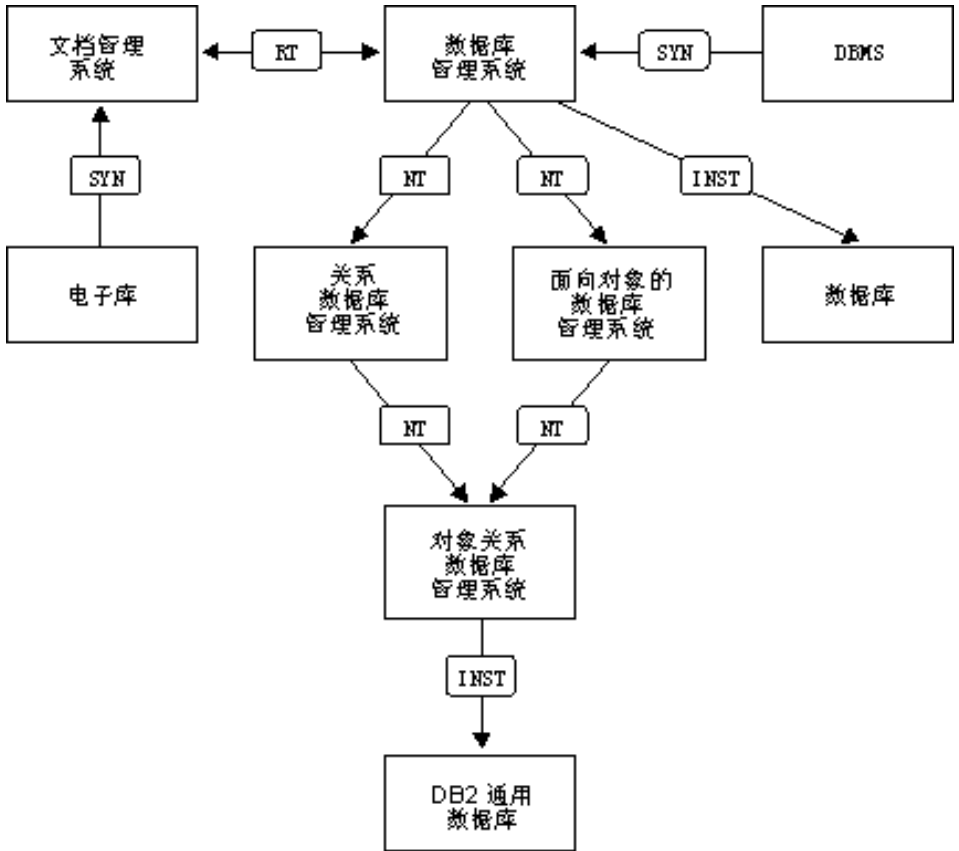 文档管理
系统
RT
数据库
管理系统
SYN
DBMS
SYN
NT
NT
INST
电子库
关系
数据库
管理系统
面向对象的
数据库
管理系统
数据库
NT
NT
对象关系
数据库
管理系统
INST
DB2 通用
数据库